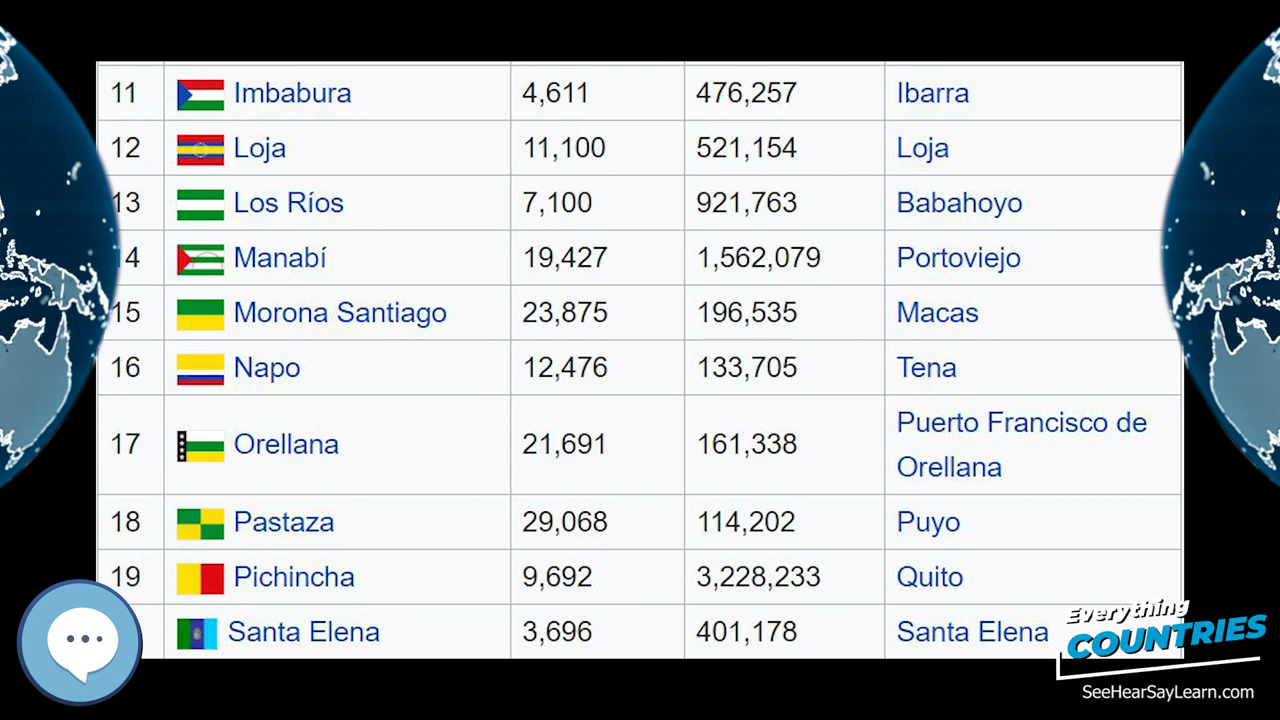 11 Imbabura 4,611 476,257 Ibarra
12 Loja 11,100 521,154 Loja
13 Los Ríos 7,100 921,763 Babahoyo
14 Manabí 19,427 1,562,079 Portoviejo
15 Morona Santiago 23,875 196,535 Macas
16 Napo 12,476 133,705 Tena
17 Orellana 21,691 161,338 Puerto Francisco de
Orellana
18 Pastaza 29,068 114,202 Puyo
19 Pichincha 9,692 3,228,233 Quito
Santa Elena 3,696 401,178 Santa Elena
Everything
COUNTRIES
SeeHearSayLearn.com